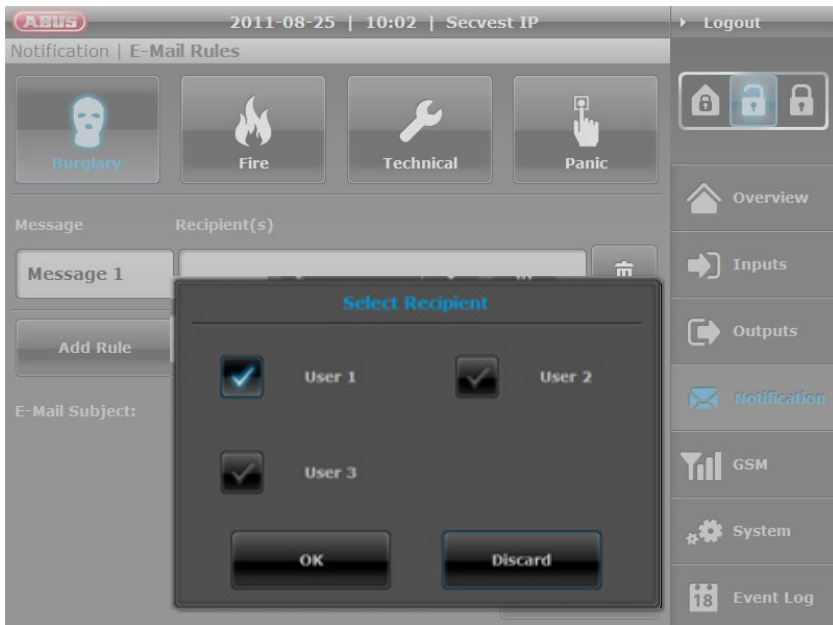 ABUS
2011-08-25 | 10:02 | Secvest IP
Logout
Notification | E-Mail Rules
Burglary
Fire
Technical
Panic
Message
Recipient(s)
Message 1
Add Rule
E-Mail Subject:
Select Recipient
User 1
User 2
User 3
OK
Discard
Overview
Inputs
Outputs
Notification
GSM
System
18
Event Log